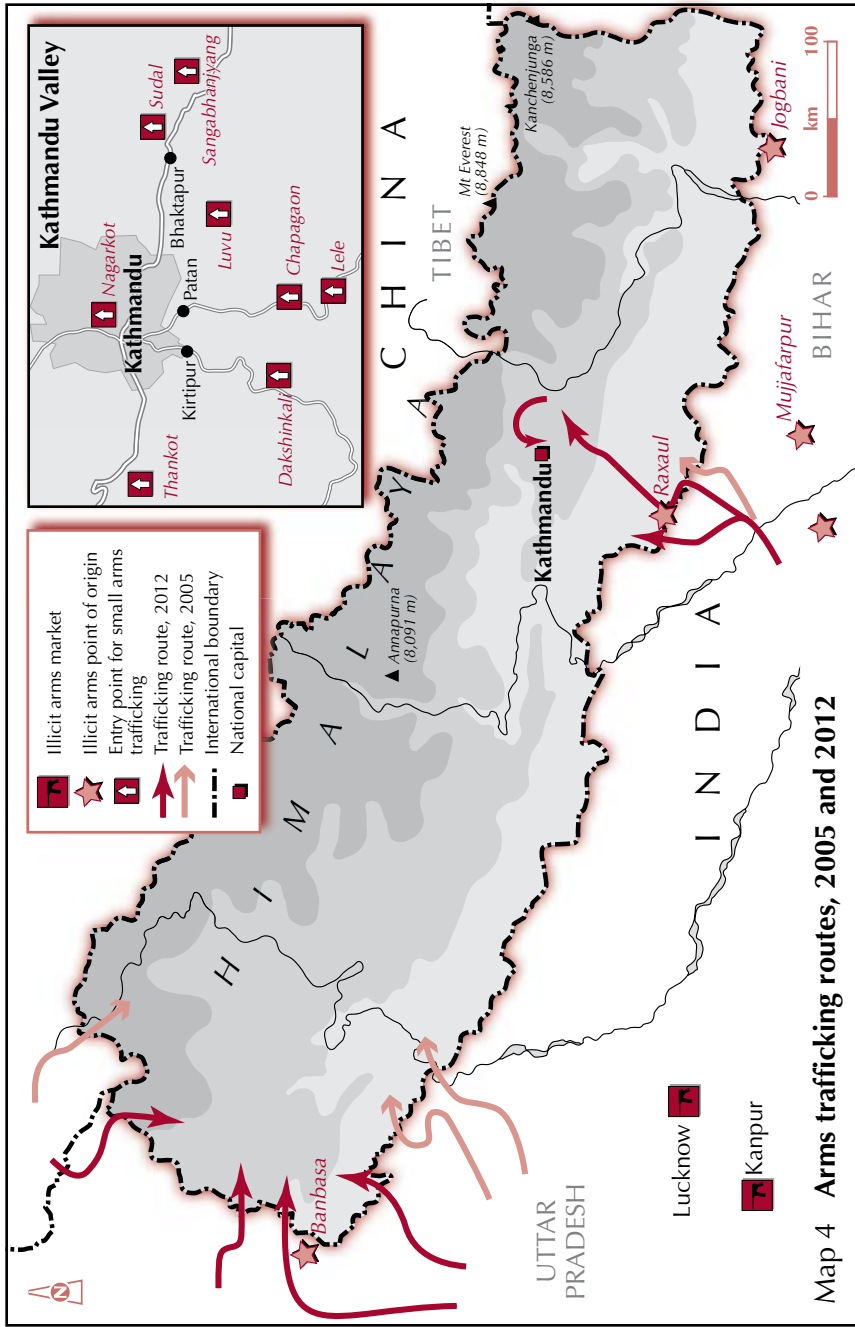 Map 4 Arms trafficking routes, 2005 and 2012
N
Illicit arms market
Illicit arms point of origin
Entry point for small arms
trafficking
Trafficking route, 2012
Trafficking route, 2005
International boundary
National capital
Kathmandu Valley
Nagarkot
Thankot
Kathmandu
Sudal
Sangabhanjyang
Bhaktapur
Patan
Kirtipur
Luvu
Dakshinkali
Chapagaon
Lele
CHINA
TIBET
HIMALAYA
Annapurna
(8,091 m)
Mt Everest
(8,848 m)
Kanchenjunga
(8,586 m)
Kathmandu
Banbasa
Raxaul
Mujjafarpur
Jogbani
UTTAR
PRADESH
INDIA
BIHAR
Lucknow
Kanpur
0 km 100